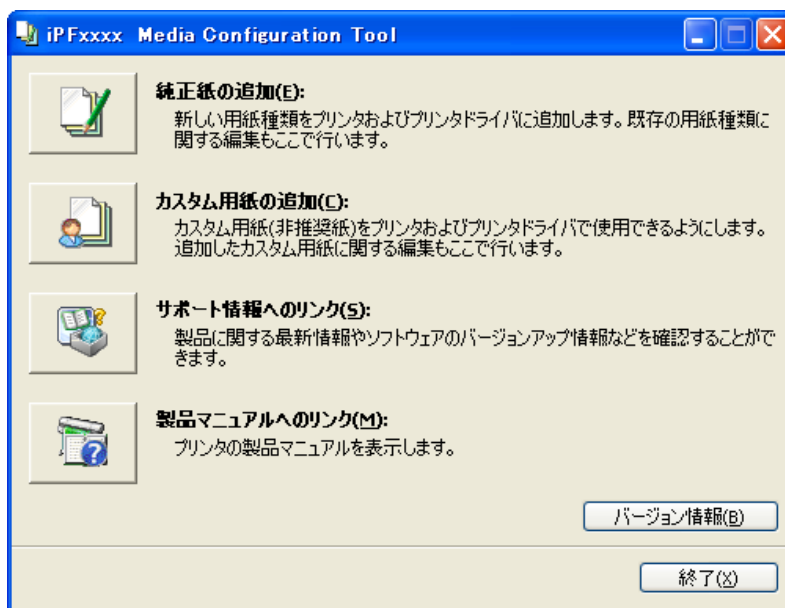 iPFxxxx Media Configuration Tool
純正紙の追加(E):
新しい用紙種類をプリンタおよびプリンタドライバに追加します。既存の用紙種類に
関する編集もここで行います。
カスタム用紙の追加(C):
カスタム用紙(非推奨紙)をプリンタおよびプリンタドライバで使用できるようにします。
追加したカスタム用紙に関する編集もここで行います。
サポート情報へのリンク(S):
製品に関する最新情報やソフトウェアのバージョンアップ情報などを確認することがで
きます。
製品マニュアルへのリンク(M):
プリンタの製品マニュアルを表示します。
バージョン情報(B)
終了(X)